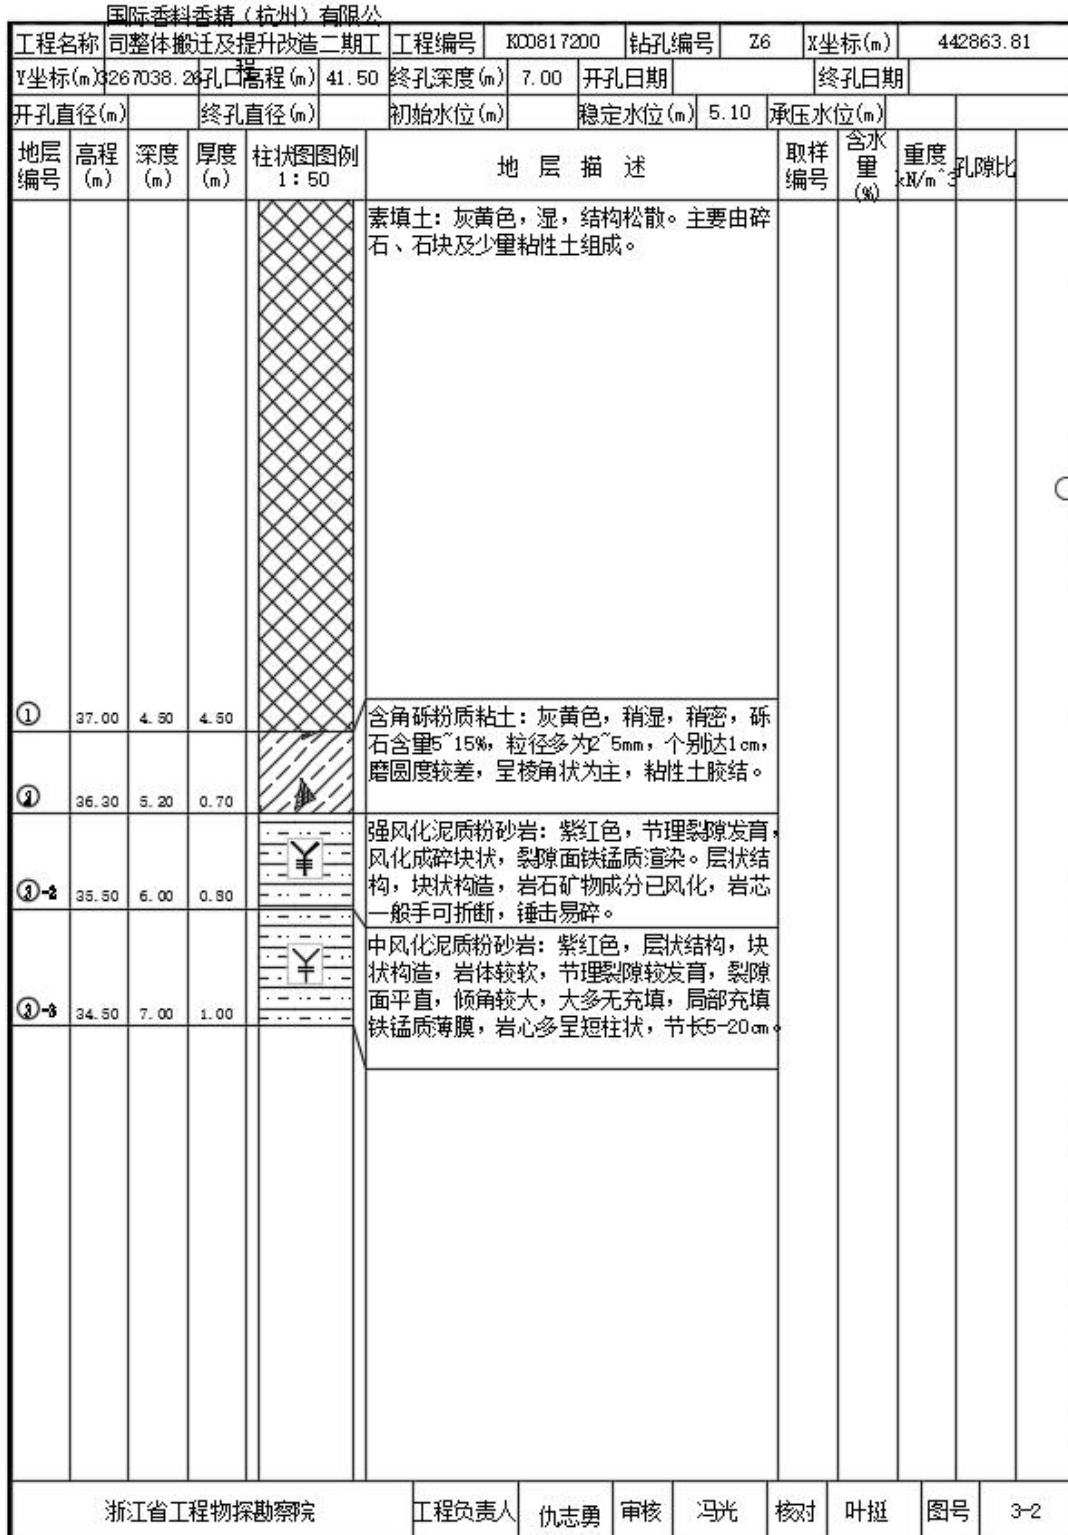 国际香料香精（杭州）有限公
工程名称 司整体搬迁及提升改造二期工 工程编号 KC0817200 钻孔编号 Z6 X坐标(m) 442863.81
程
Y坐标(m) 3267038.26 孔口高程(m) 41.50 终孔深度(m) 7.00 开孔日期 终孔日期
开孔直径(m) 终孔直径(m) 初始水位(m) 稳定水位(m) 5.10 承压水位(m)
地层编号 高程(m) 深度(m) 厚度(m) 柱状图图例 1:50 地层描述 取样编号 含水量(%) 重度kN/m^3 孔隙比
素填土：灰黄色，湿，结构松散。主要由碎
石、石块及少量粘性土组成。
① 37.00 4.50 4.50
含角砾粉质粘土：灰黄色，稍湿，稍密，砾
石含量5~15%，粒径多为2~5mm，个别达1cm，
磨圆度较差，呈棱角状为主，粘性土胶结。
② 36.30 5.20 0.70
强风化泥质粉砂岩：紫红色，节理裂隙发育，
风化成碎块状，裂隙面铁锰质渲染。层状结
构，块状构造，岩石矿物成分已风化，岩芯
一般手可折断，锤击易碎。
③-2 35.50 6.00 0.80
中风化泥质粉砂岩：紫红色，层状结构，块
状构造，岩体较软，节理裂隙较发育，裂隙
面平直，倾角较大，大多无充填，局部充填
铁锰质薄膜，岩心多呈短柱状，节长5-20cm。
③-3 34.50 7.00 1.00
浙江省工程物探勘察院 工程负责人 仇志勇 审核 冯光 核对 叶挺 图号 3-2